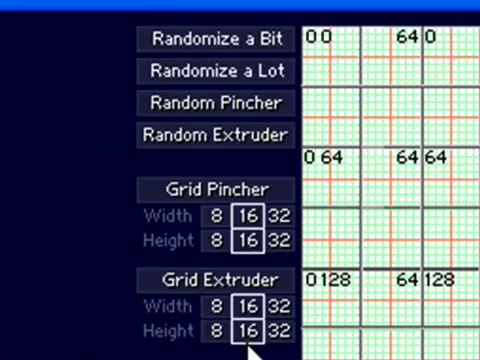 Randomize a Bit
Randomize a Lot
Random Pincher
Random Extruder
Grid Pincher
Width 8 16 32
Height 8 16 32
Grid Extruder
Width 8 16 32
Height 8 16 32
0 0 64 0
0 64 64 64
0 128 64 128